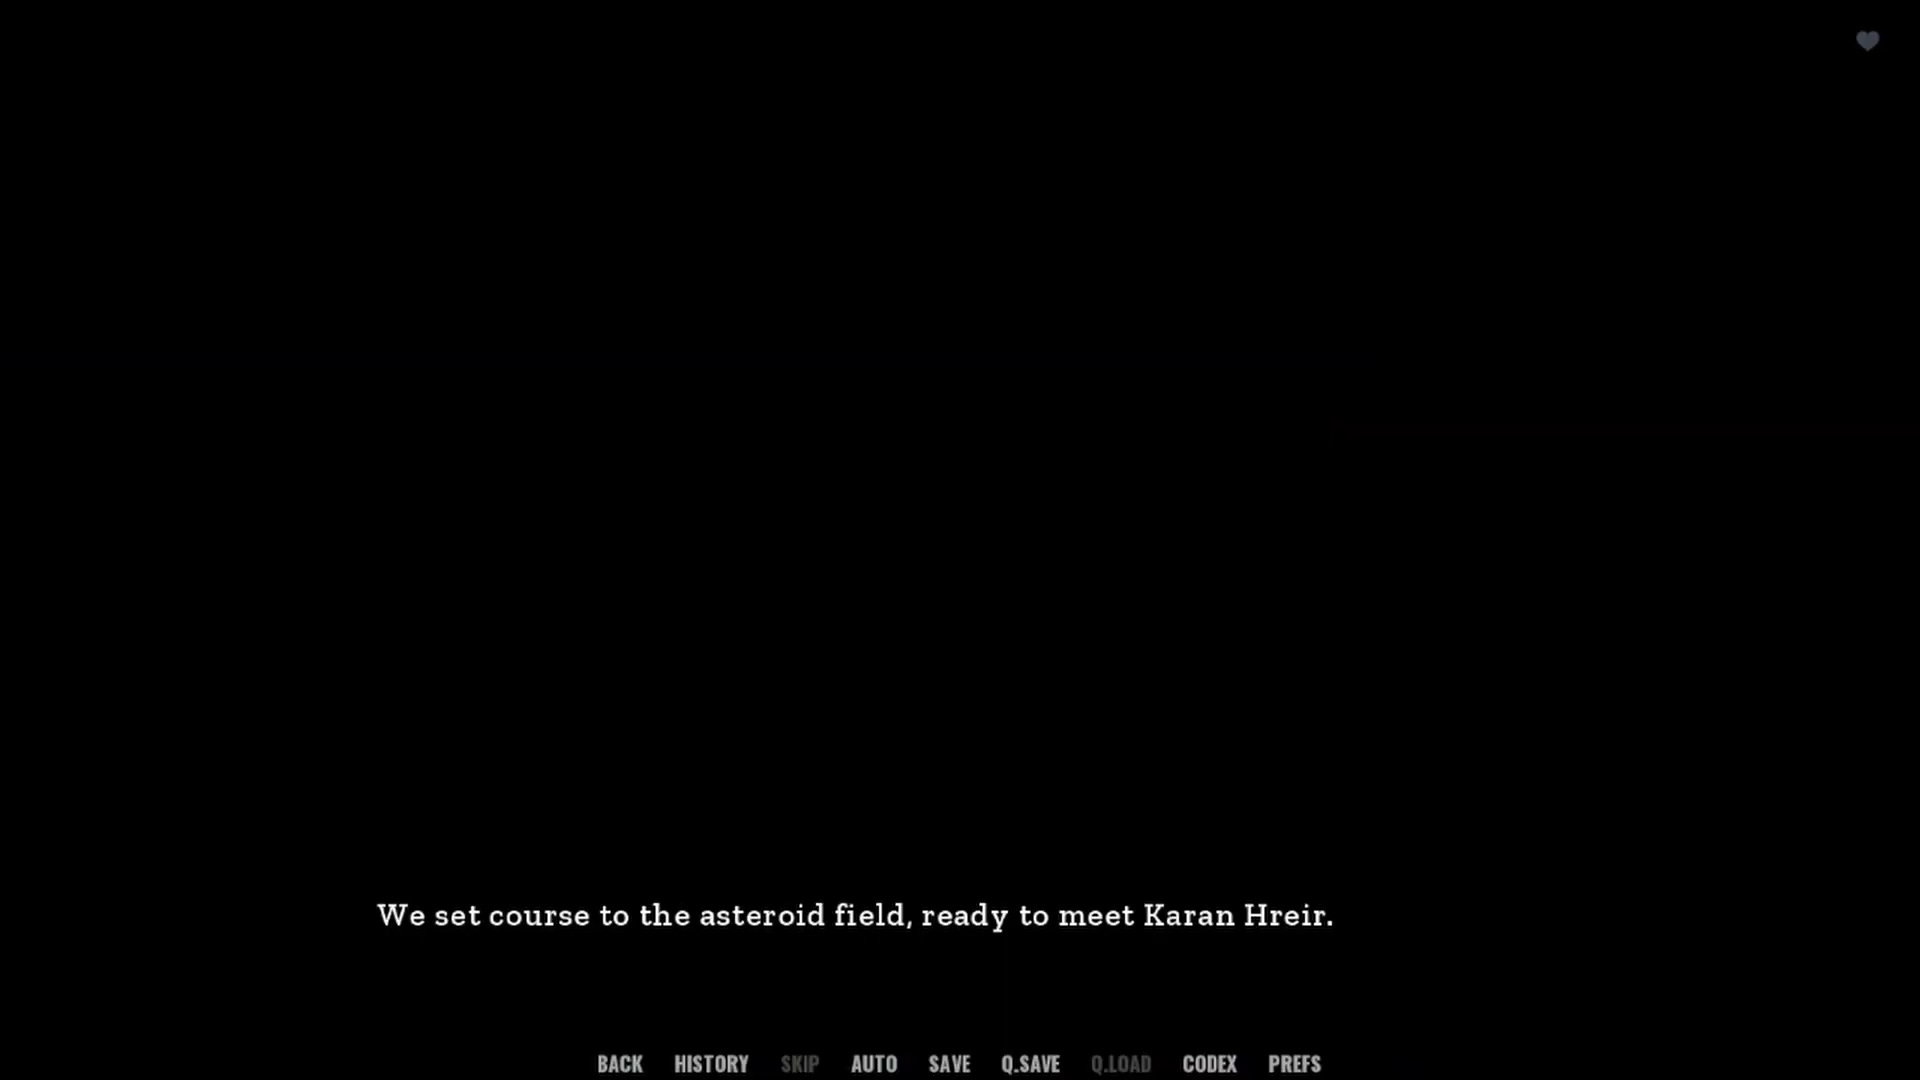 We set course to the asteroid field, ready to meet Karan Hreir.
BACK HISTORY SKIP AUTO SAVE Q.SAVE Q.LOAD CODEX PREFS